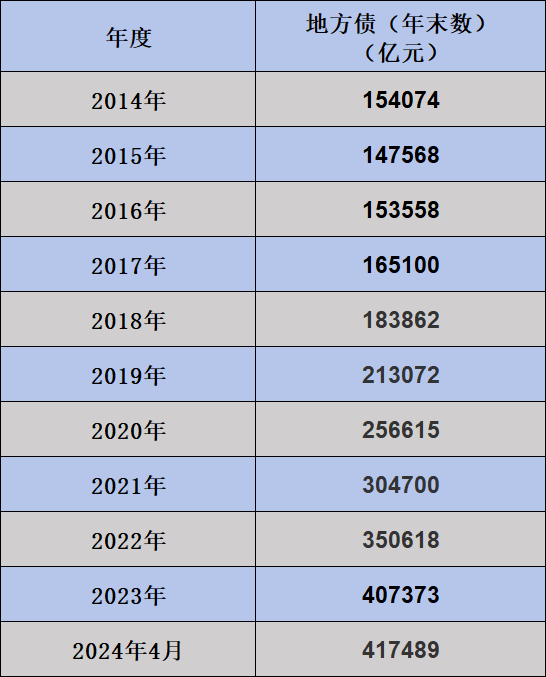 年度 地方债（年末数）
（亿元）
2014年 154074
2015年 147568
2016年 153558
2017年 165100
2018年 183862
2019年 213072
2020年 256615
2021年 304700
2022年 350618
2023年 407373
2024年4月 417489